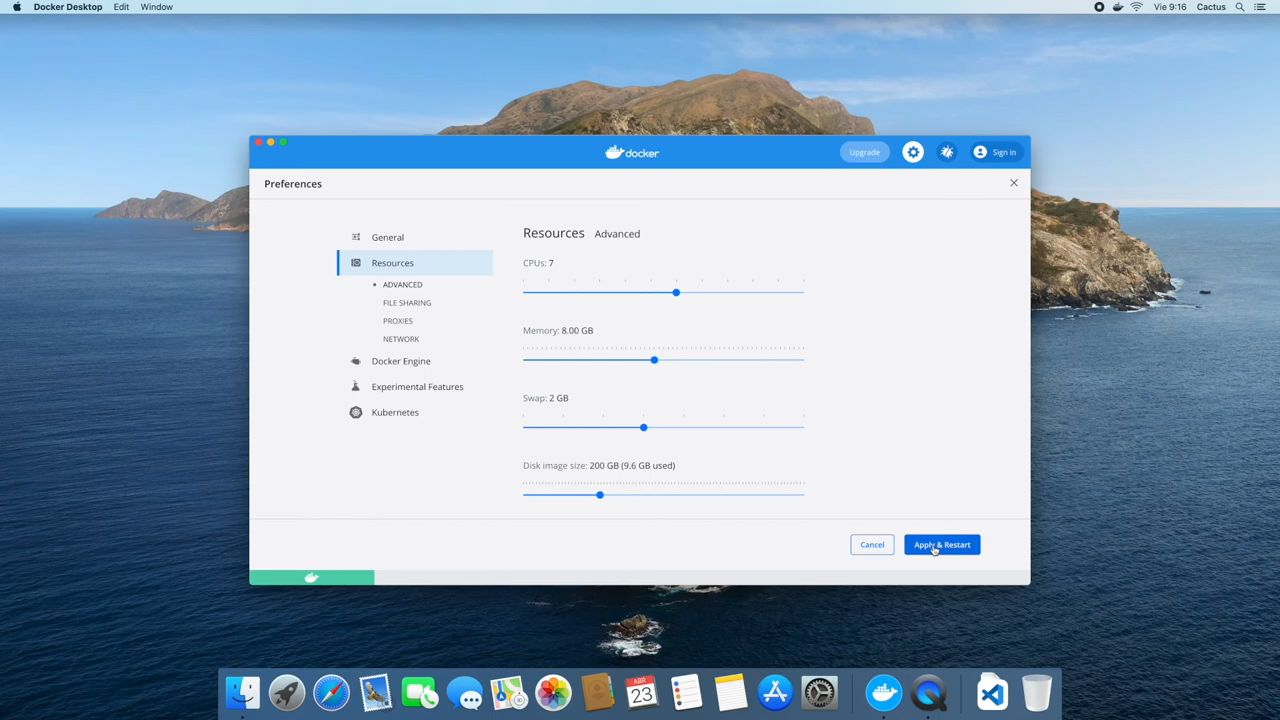 Docker Desktop Edit Window
Vie 9:16 Cactus
docker
Upgrade
Sign in
Preferences
General
Resources
ADVANCED
FILE SHARING
PROXIES
NETWORK
Docker Engine
Experimental Features
Kubernetes
Resources Advanced
CPUs: 7
Memory: 8.00 GB
Swap: 2 GB
Disk image size: 200 GB (9.6 GB used)
Cancel
Apply & Restart
ABR
23